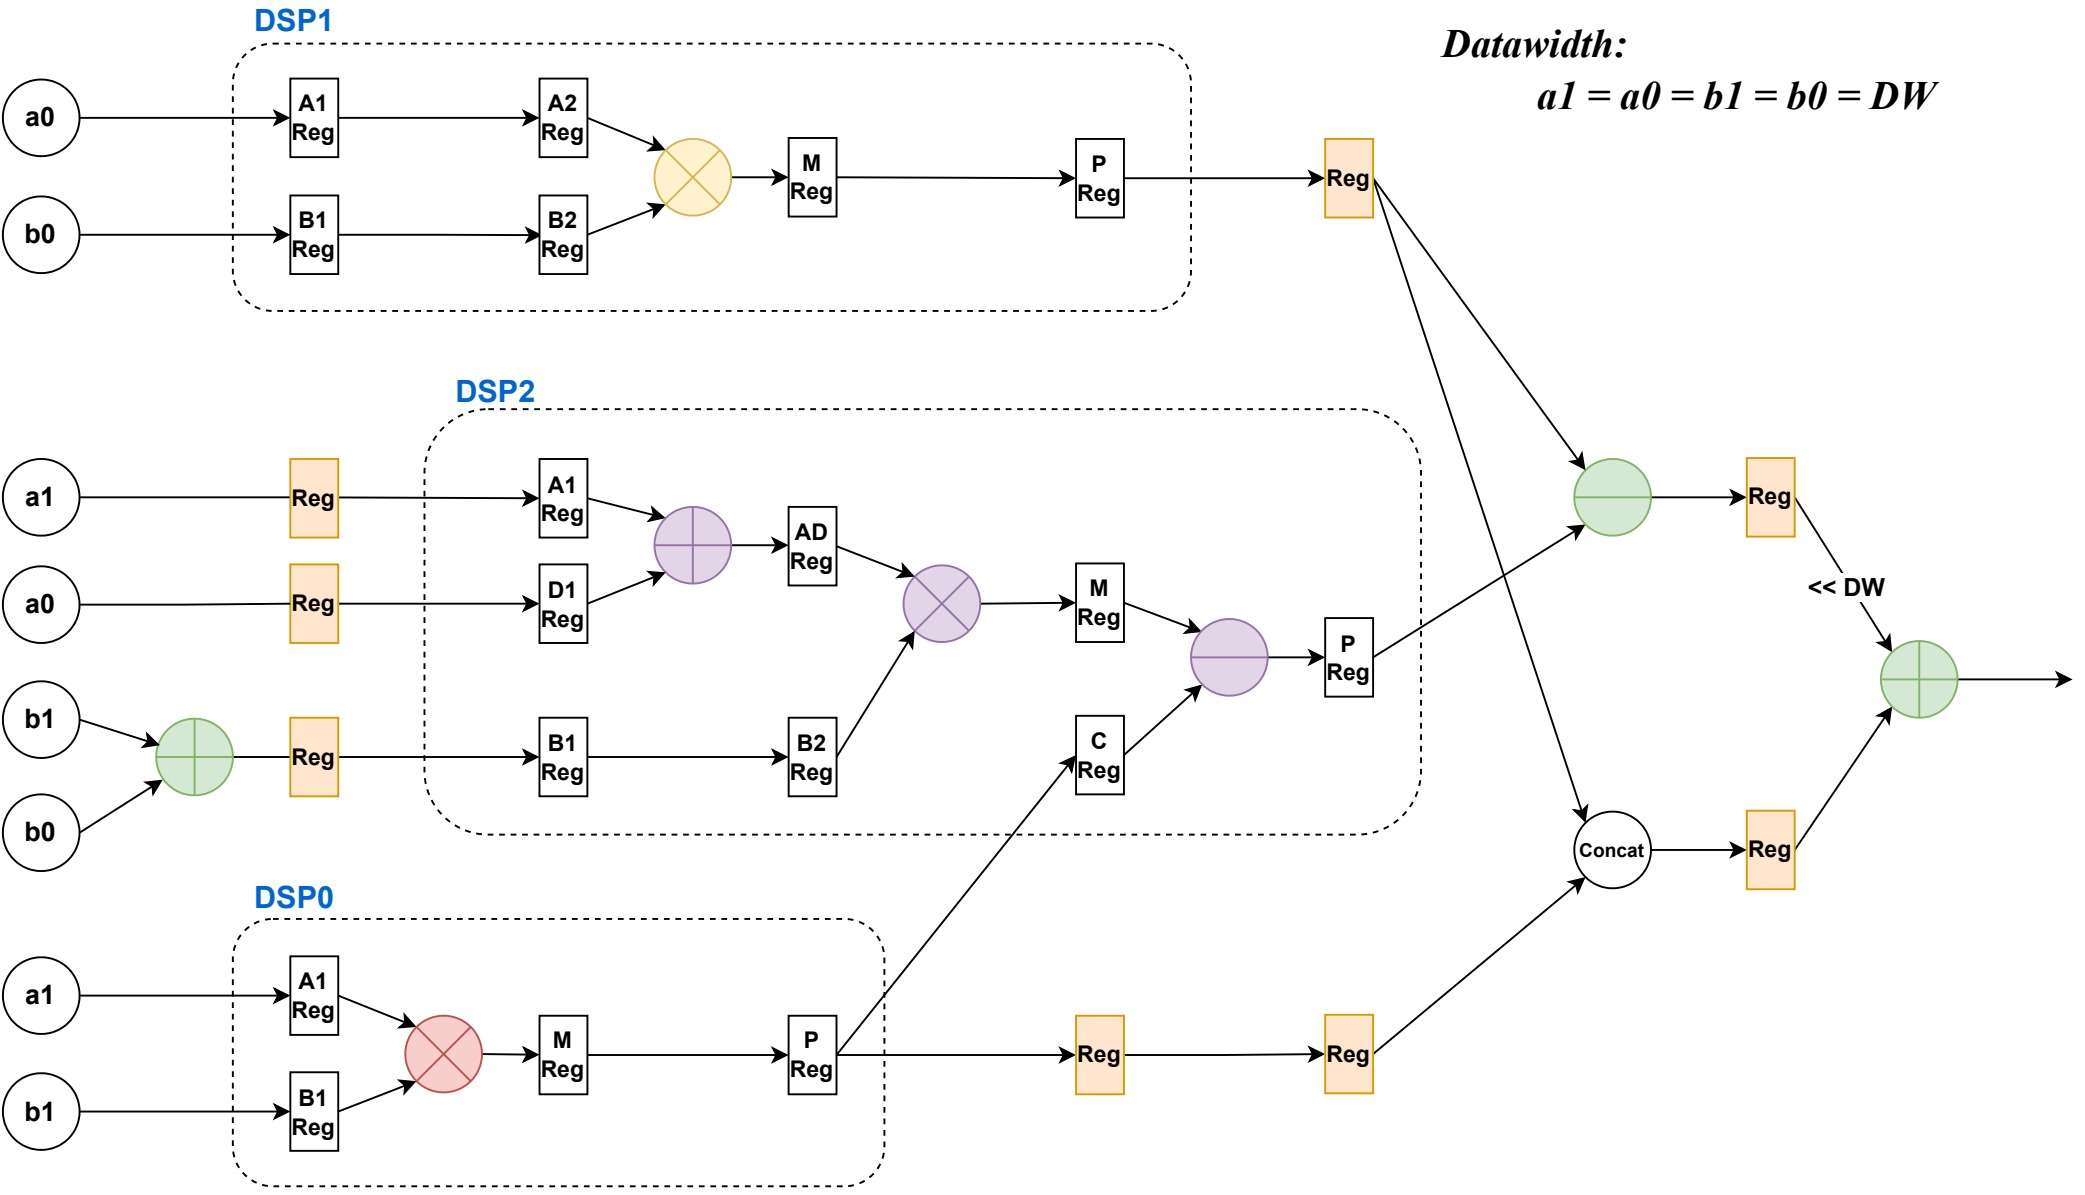 DSP1
Datawidth:
a1 = a0 = b1 = b0 = DW
a0
A1
Reg
A2
Reg
M
Reg
P
Reg
Reg
b0
B1
Reg
B2
Reg
DSP2
a1
Reg
A1
Reg
AD
Reg
Reg
a0
Reg
D1
Reg
M
Reg
<< DW
P
Reg
b1
b0
Reg
B1
Reg
B2
Reg
C
Reg
Concat
Reg
DSP0
a1
A1
Reg
M
Reg
P
Reg
Reg
Reg
b1
B1
Reg